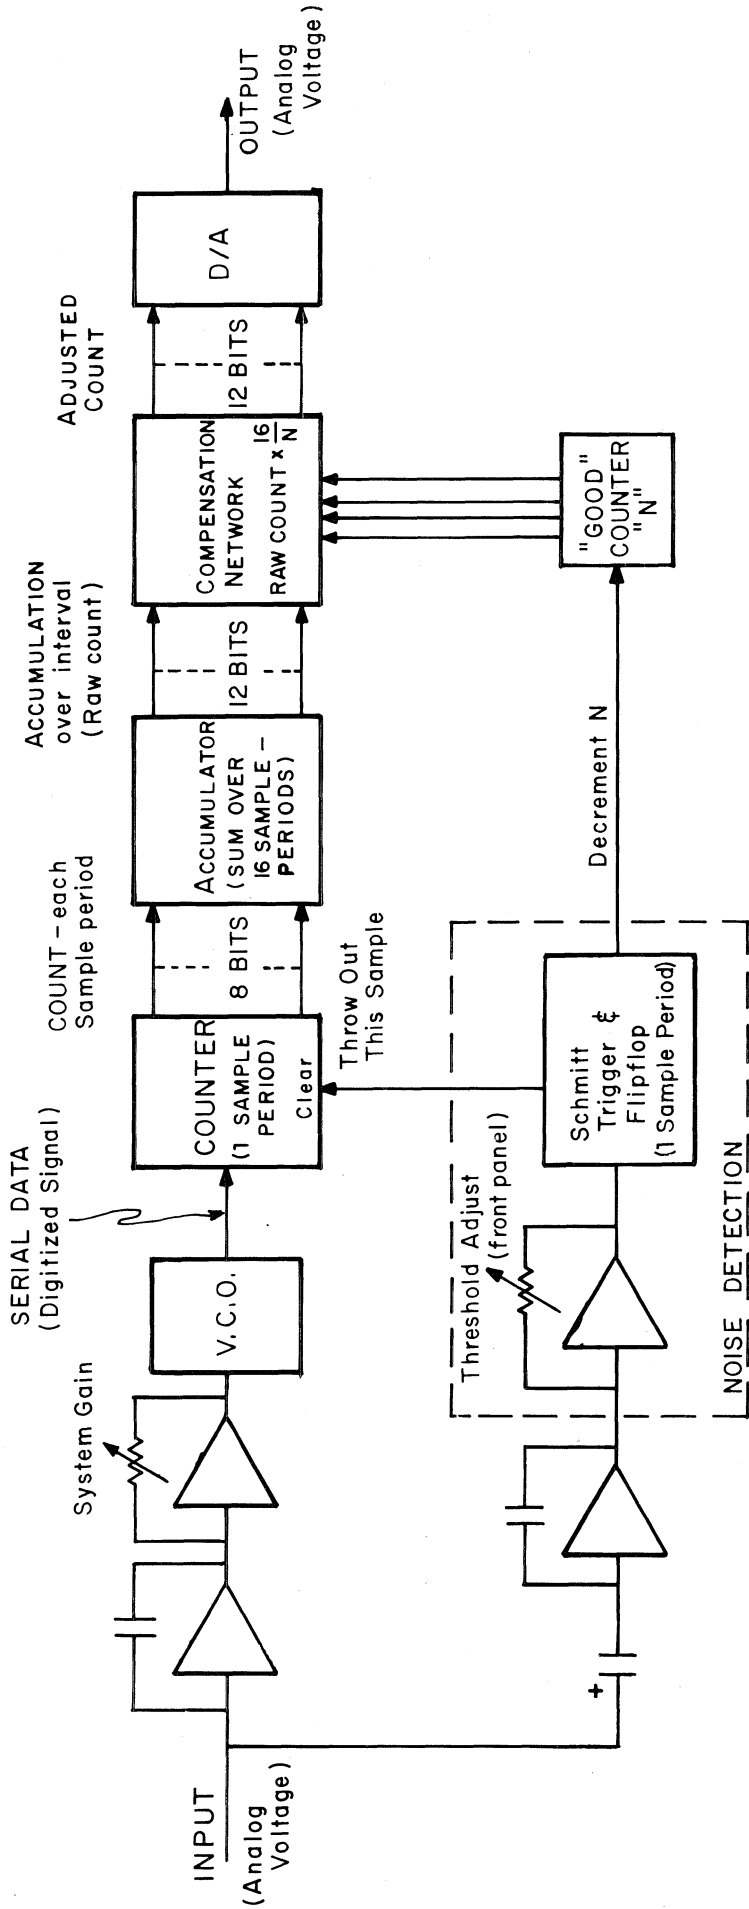 INPUT
(Analog
Voltage)
System Gain
V.C.O.
SERIAL DATA
(Digitized Signal)
COUNTER
(1 SAMPLE
PERIOD)
Clear
COUNT - each
Sample period
8 BITS
ACCUMULATOR
(SUM OVER
16 SAMPLE -
PERIODS)
ACCUMULATION
over interval
(Raw count)
12 BITS
COMPENSATION
NETWORK
RAW COUNT x 16/N
ADJUSTED
COUNT
12 BITS
D/A
OUTPUT
(Analog
Voltage)
+
Threshold Adjust
(front panel)
Schmitt
Trigger &
Flipflop
(1 Sample Period)
NOISE DETECTION
Throw Out
This Sample
Decrement N
"GOOD"
COUNTER
"N"